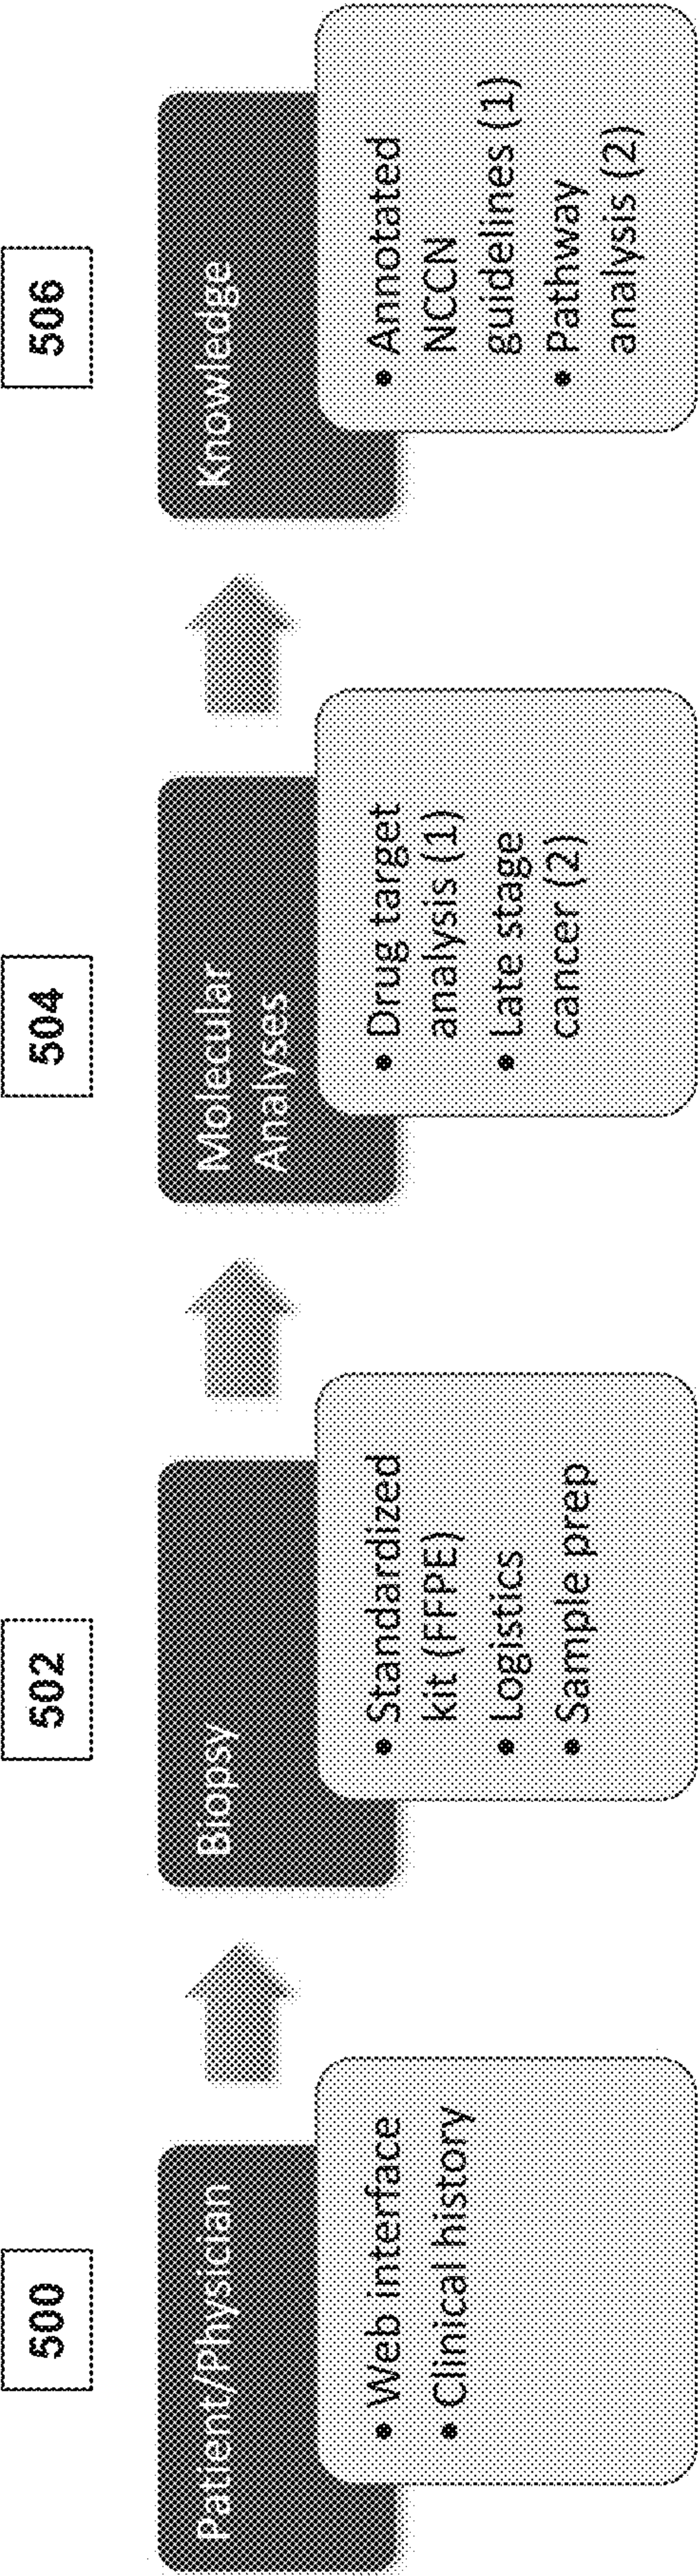 500
Patient/Physician
• Web interface
• Clinical history
502
Biopsy
• Standardized
kit (FFPE)
• Logistics
• Sample prep
504
Molecular
Analyses
• Drug target
analysis (1)
• Late stage
cancer (2)
506
Knowledge
• Annotated
NCCN
guidelines (1)
• Pathway
analysis (2)